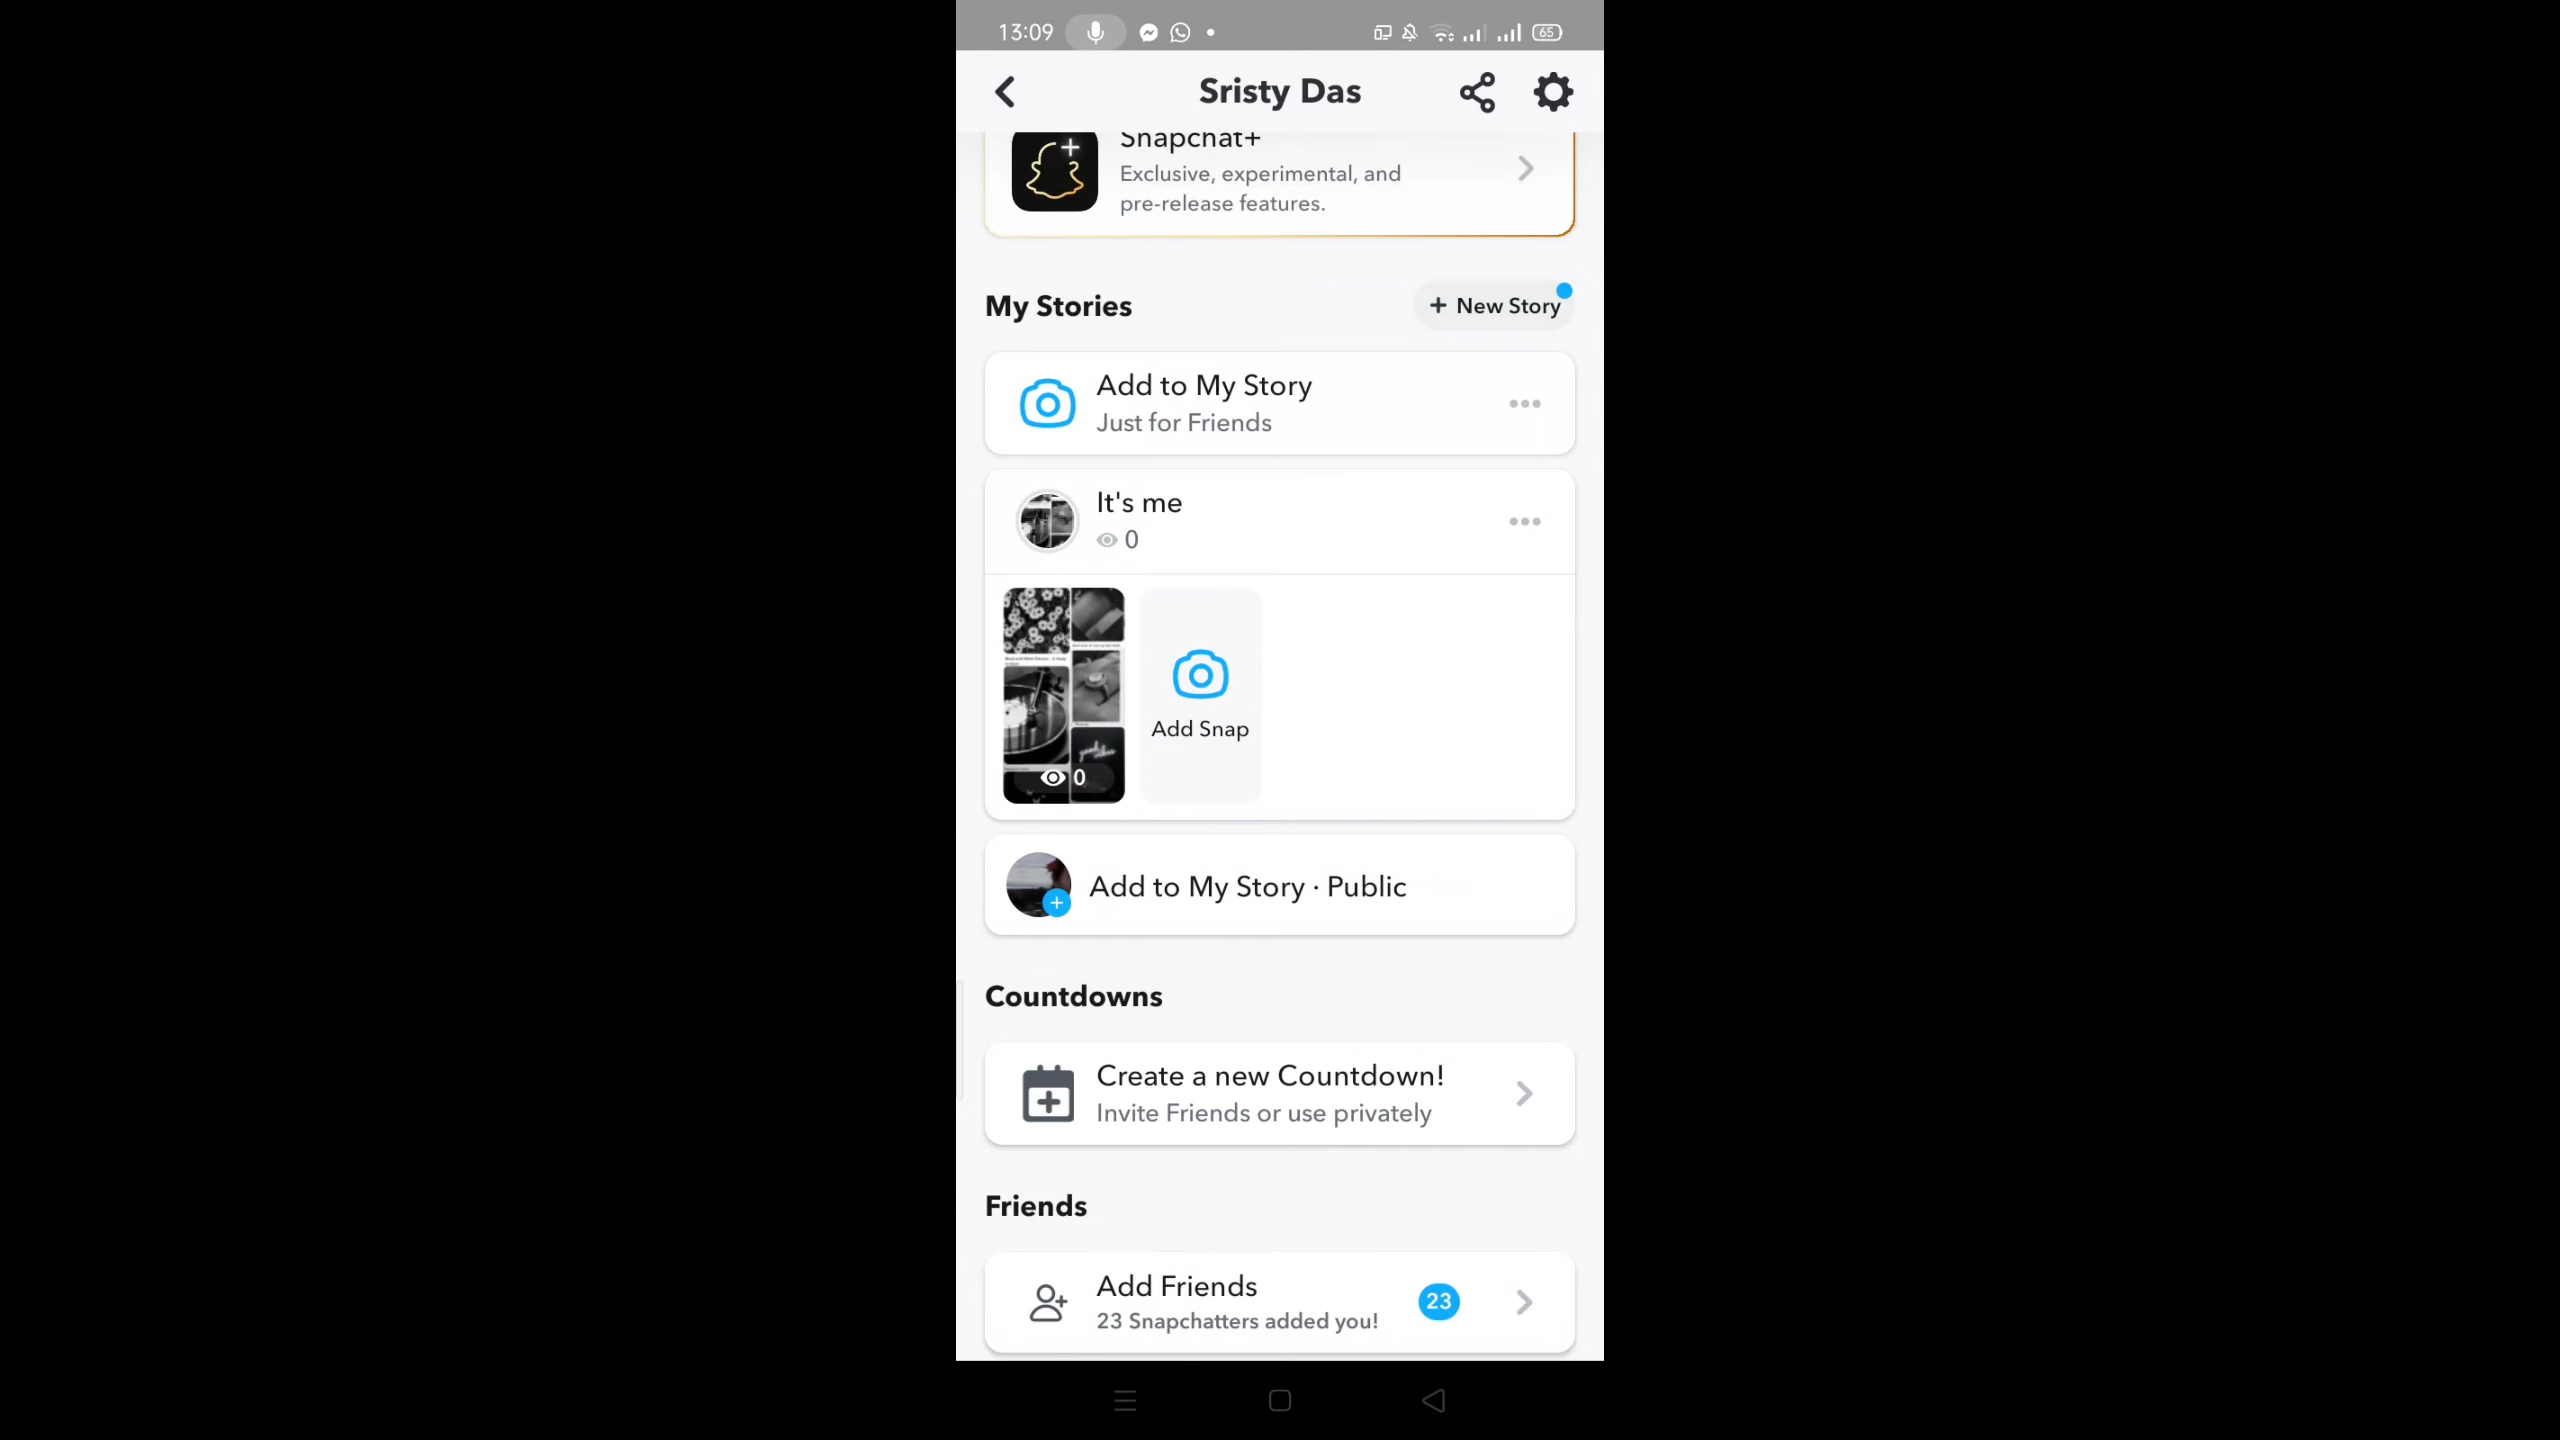 13:09
65
Sristy Das
Snapchat+
Exclusive, experimental, and
pre-release features.
My Stories
+ New Story
Add to My Story
Just for Friends
It's me
0
0
Add Snap
Add to My Story · Public
Countdowns
Create a new Countdown!
Invite Friends or use privately
Friends
Add Friends
23
23 Snapchatters added you!